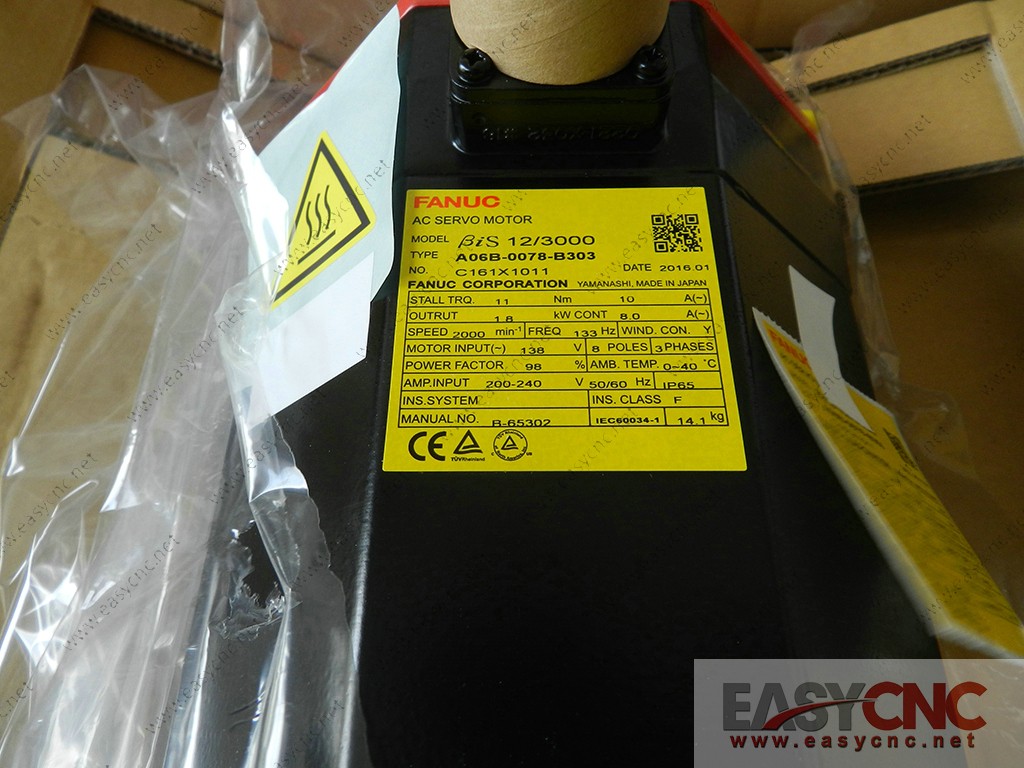 FANUC
AC SERVO MOTOR
MODEL βiS 12/3000
TYPE A06B-0078-B303
NO. C161X1011 DATE 2016.01
FANUC CORPORATION YAMANASHI, MADE IN JAPAN
STALL TRQ. 11 Nm 10 A(~)
OUTRUT 1.8 kW CONT 8.0 A(~)
SPEED 2000 min-1 FREQ 133 Hz WIND. CON. Y
MOTOR INPUT(~) 138 V 8 POLES 3 PHASES
POWER FACTOR 98 % AMB. TEMP. 0~40 °C
AMP.INPUT 200-240 V 50/60 Hz IP65
INS.SYSTEM INS. CLASS F
MANUAL NO. B-65302 IEC60034-1 14.1 kg
CE TÜVRheinland
EASYCNC
www.easycnc.net